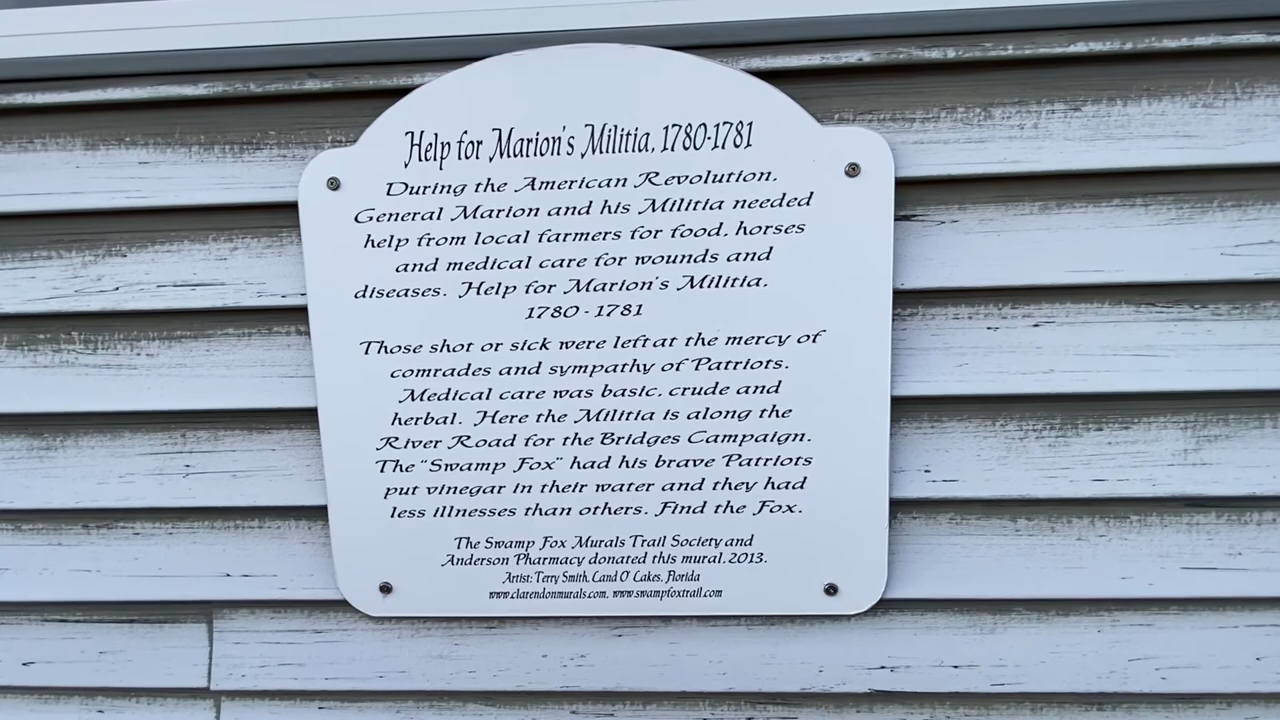 Help for Marion's Militia, 1780-1781
During the American Revolution,
General Marion and his Militia needed
help from local farmers for food, horses
and medical care for wounds and
diseases. Help for Marion's Militia.
1780 - 1781
Those shot or sick were left at the mercy of
comrades and sympathy of Patriots.
Medical care was basic, crude and
herbal. Here the Militia is along the
River Road for the Bridges Campaign.
The "Swamp Fox" had his brave Patriots
put vinegar in their water and they had
less illnesses than others. Find the Fox.
The Swamp Fox Murals Trail Society and
Anderson Pharmacy donated this mural, 2013.
Artist: Terry Smith, Land O' Lakes, Florida
www.clarendonmurals.com, www.swampfoxtrail.com